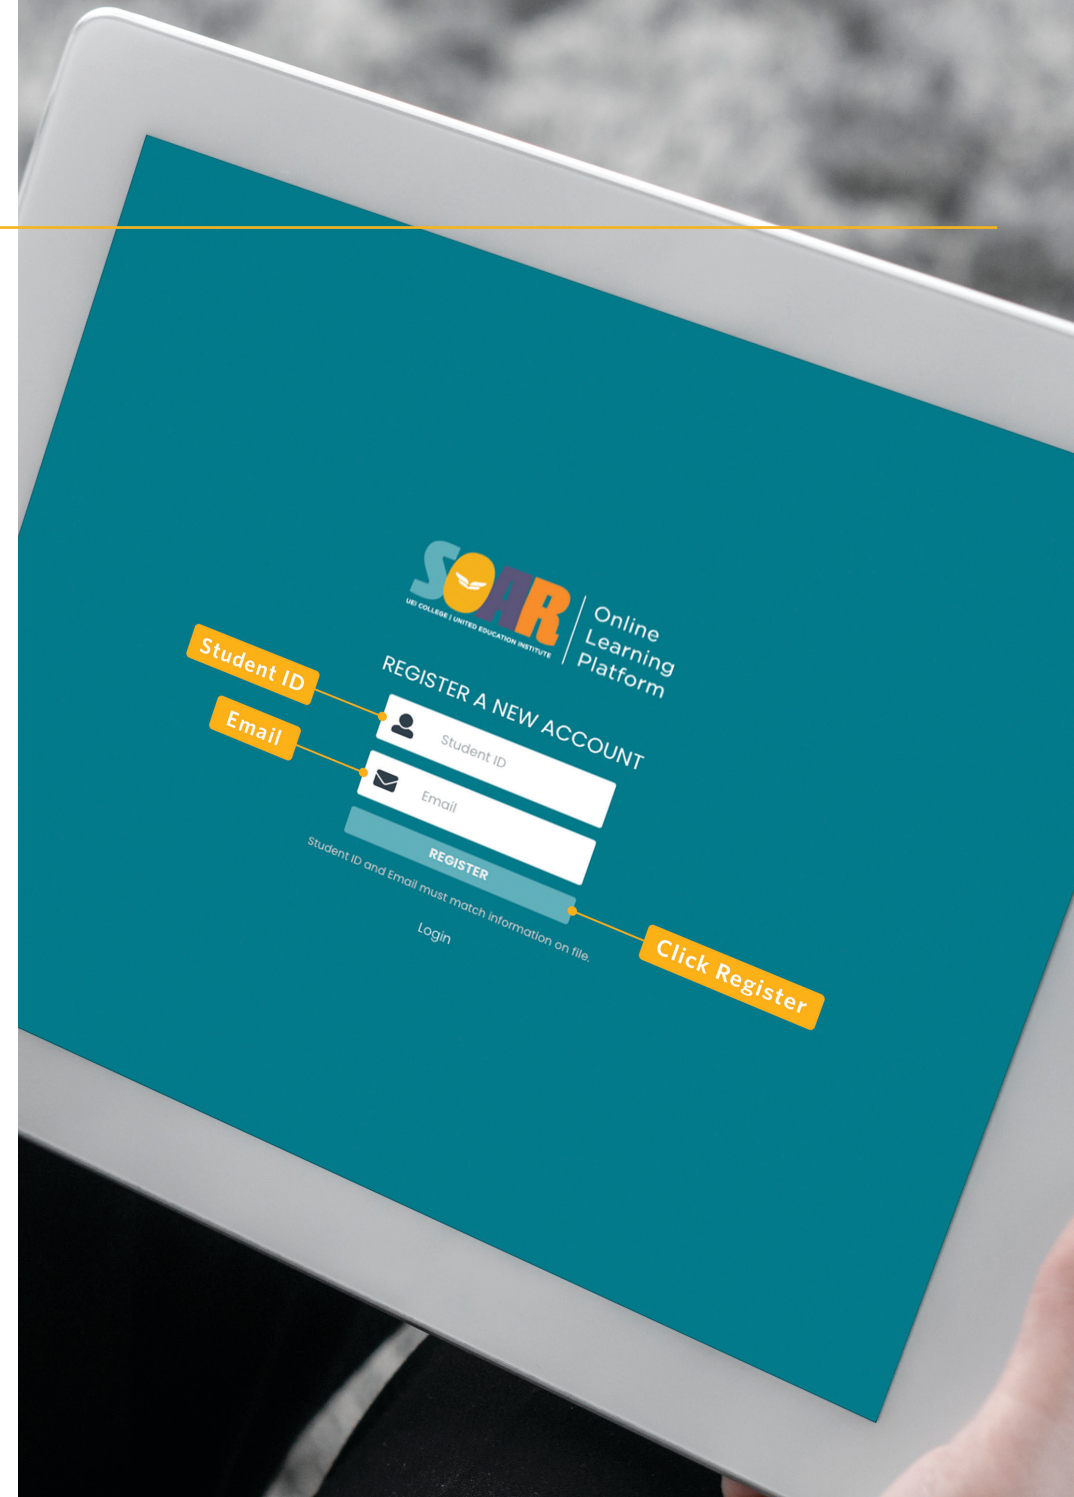 SOAR
UEI COLLEGE | UNITED EDUCATION INSTITUTE
Online
Learning
Platform
REGISTER A NEW ACCOUNT
Student ID
Student ID
Email
Email
REGISTER
Student ID and Email must match information on file.
Click Register
Login